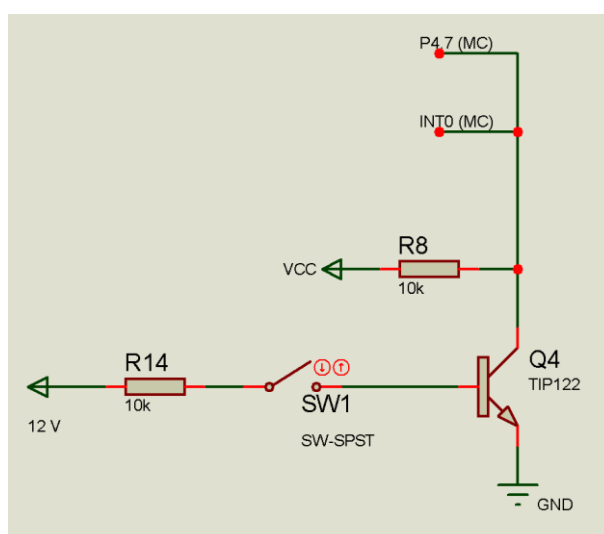 P4.7 (MC)
INT0 (MC)
R8
VCC
10k
R14
10k
12 V
SW1
SW-SPST
Q4
TIP122
GND